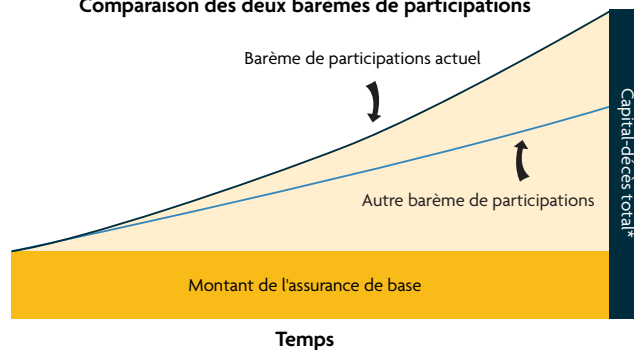 Comparaison des deux barèmes de participations
Barème de participations actuel
Autre barème de participations
Capital-décès total*
Montant de l'assurance de base
Temps